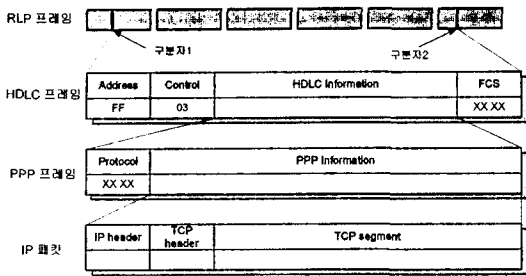 RLP 프레임
구분자1
구분자2
HDLC 프레임
Address
Control
HDLC Information
FCS
FF
03
XX XX
PPP 프레임
Protocol
PPP Information
XX XX
IP 패킷
IP header
TCP
header
TCP segment